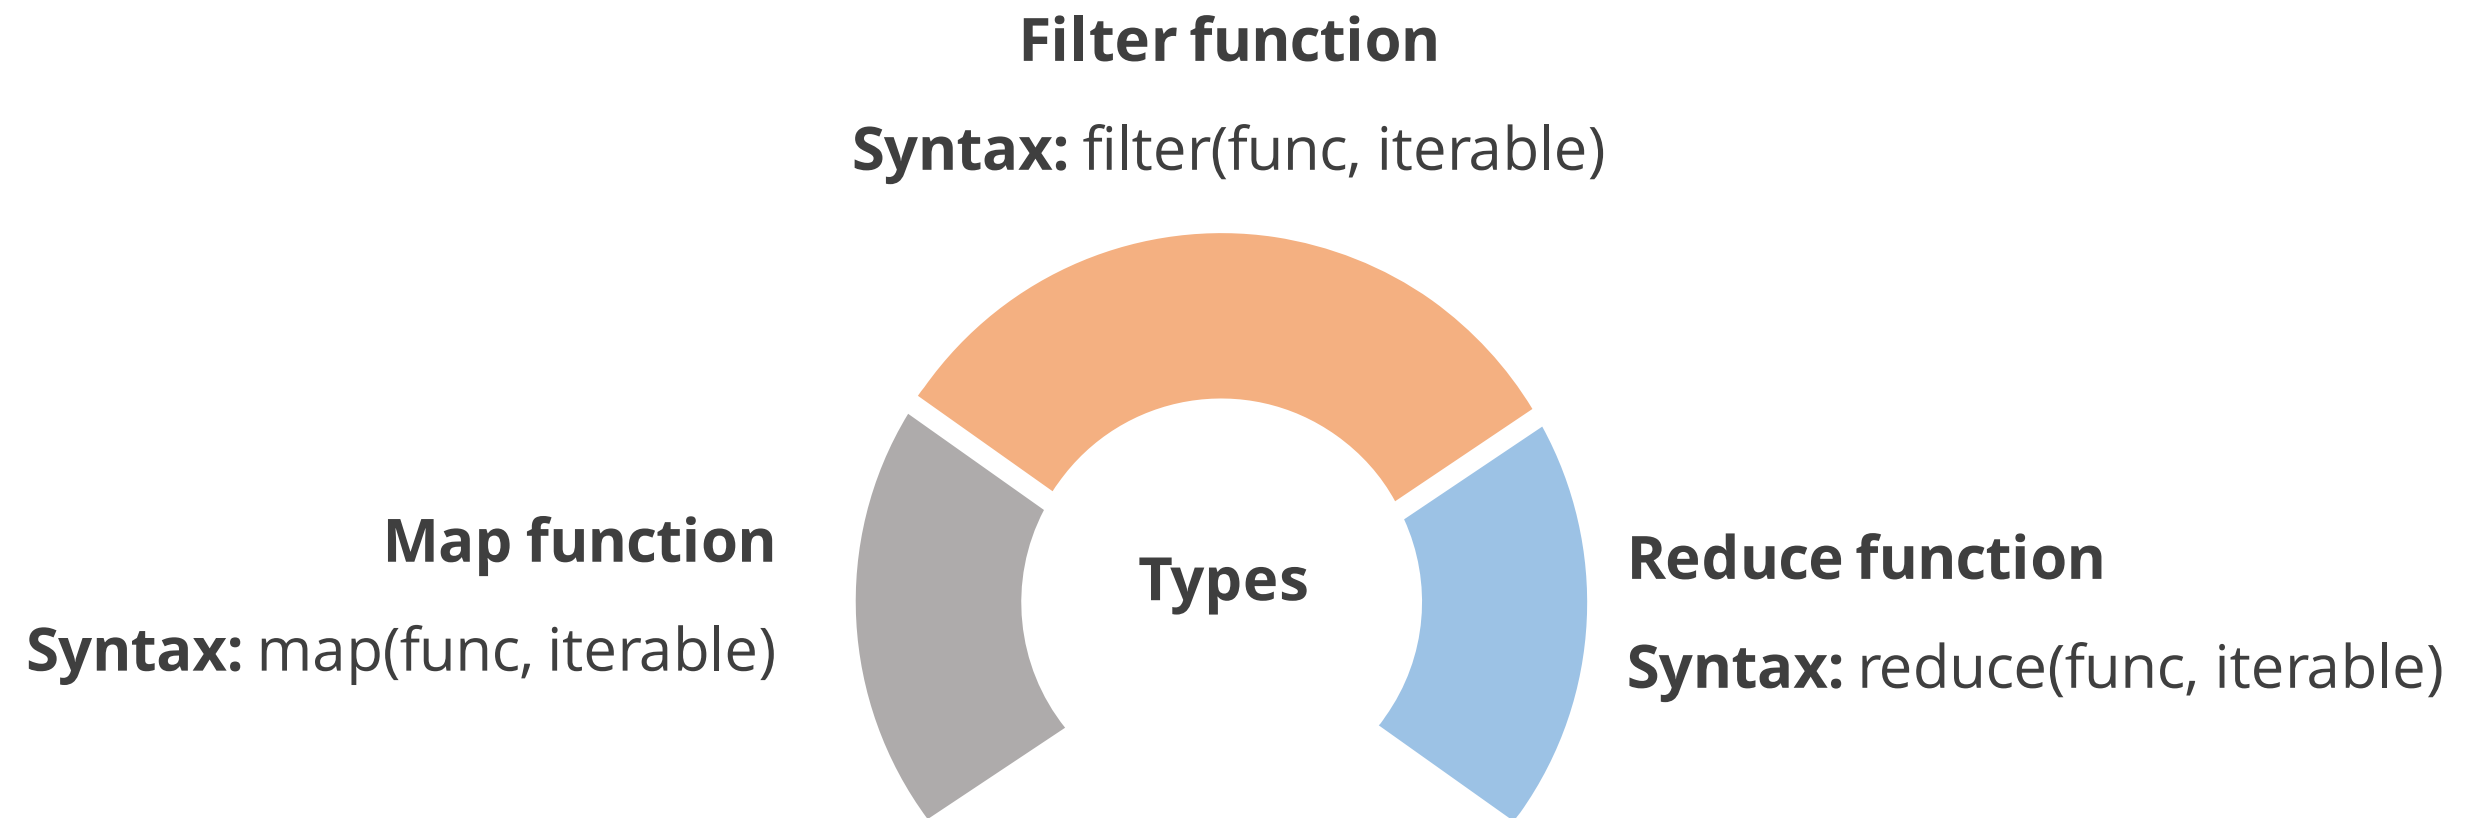 Filter function
Syntax: filter(func, iterable)
Map function
Syntax: map(func, iterable)
Types
Reduce function
Syntax: reduce(func, iterable)